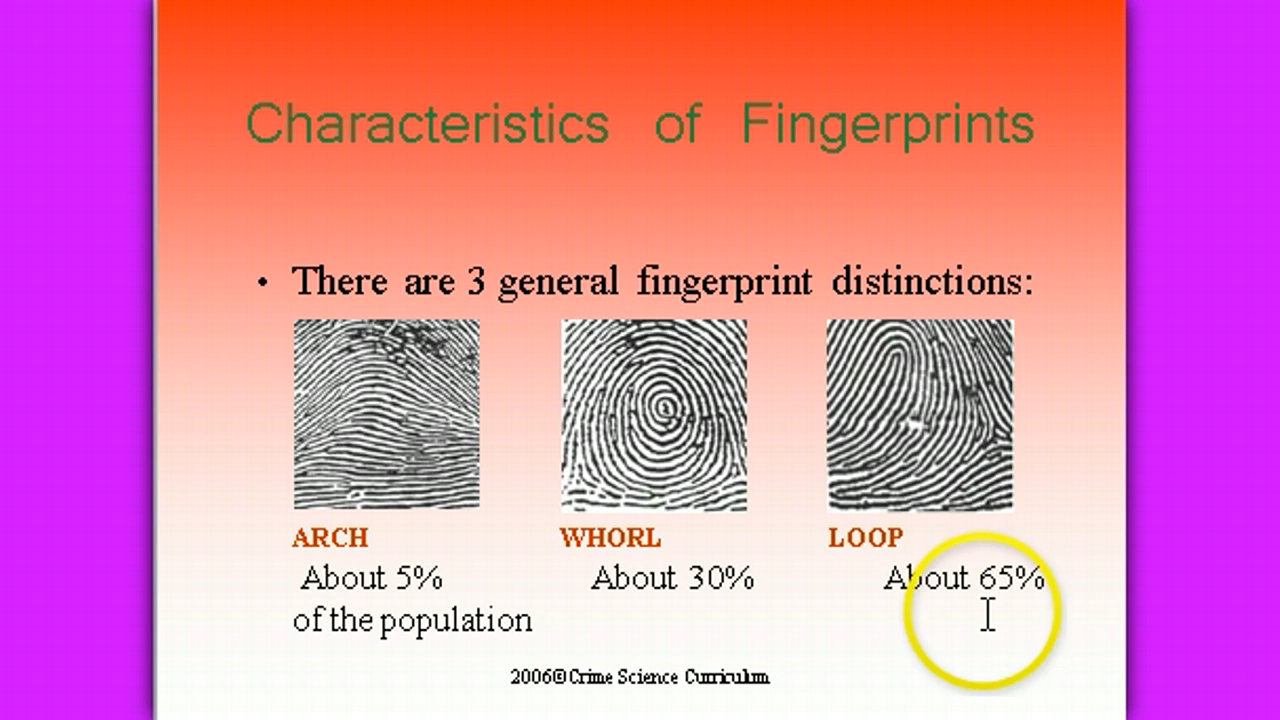 Characteristics of Fingerprints
• There are 3 general fingerprint distinctions:
ARCH WHORL LOOP
About 5% About 30% About 65%
of the population
2006©Crime Science Curriculum